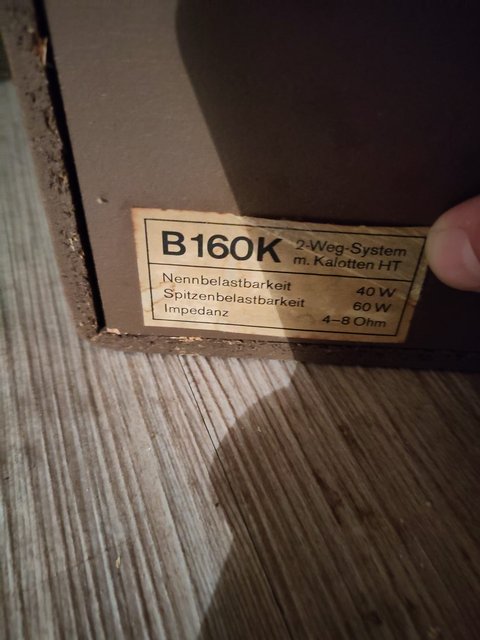 B160K 2-Weg-System
m. Kalotten HT
Nennbelastbarkeit 40 W
Spitzenbelastbarkeit 60 W
Impedanz 4–8 Ohm